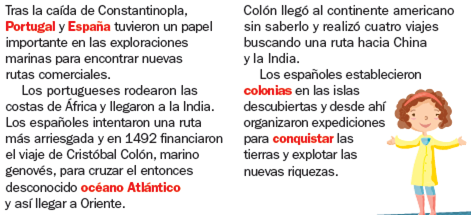 Tras la caída de Constantinopla,
Portugal y España tuvieron un papel
importante en las exploraciones
marinas para encontrar nuevas
rutas comerciales.
Los portugueses rodearon las
costas de África y llegaron a la India.
Los españoles intentaron una ruta
más arriesgada y en 1492 financiaron
el viaje de Cristóbal Colón, marino
genovés, para cruzar el entonces
desconocido océano Atlántico
y así llegar a Oriente.
Colón llegó al continente americano
sin saberlo y realizó cuatro viajes
buscando una ruta hacia China
y la India.
Los españoles establecieron
colonias en las islas
descubiertas y desde ahí
organizaron expediciones
para conquistar las
tierras y explotar las
nuevas riquezas.